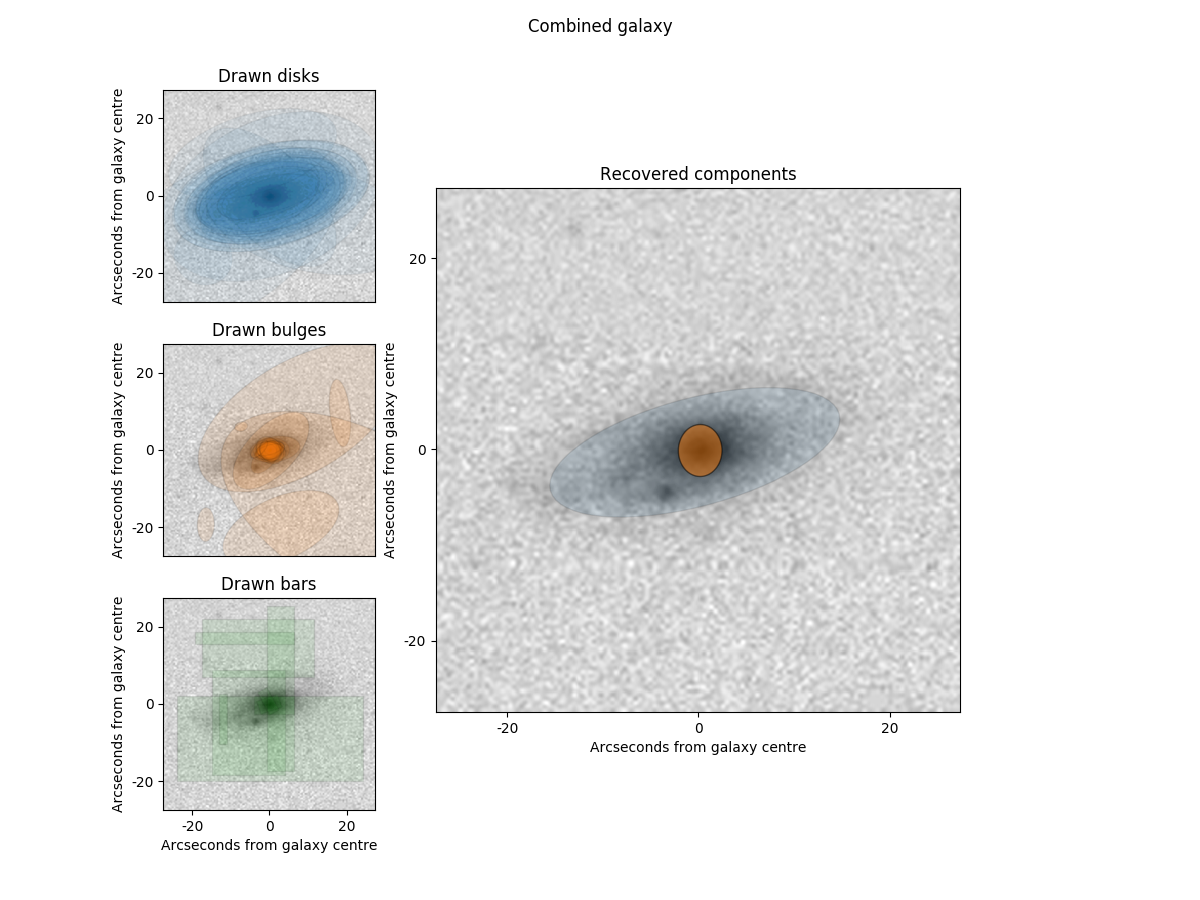 Combined galaxy
Drawn disks
Arcseconds from galaxy centre
20
0
-20
Drawn bulges
Arcseconds from galaxy centre
20
0
-20
Drawn bars
Arcseconds from galaxy centre
20
0
-20
-20 0 20
Arcseconds from galaxy centre
Recovered components
Arcseconds from galaxy centre
20
0
-20
-20 0 20
Arcseconds from galaxy centre